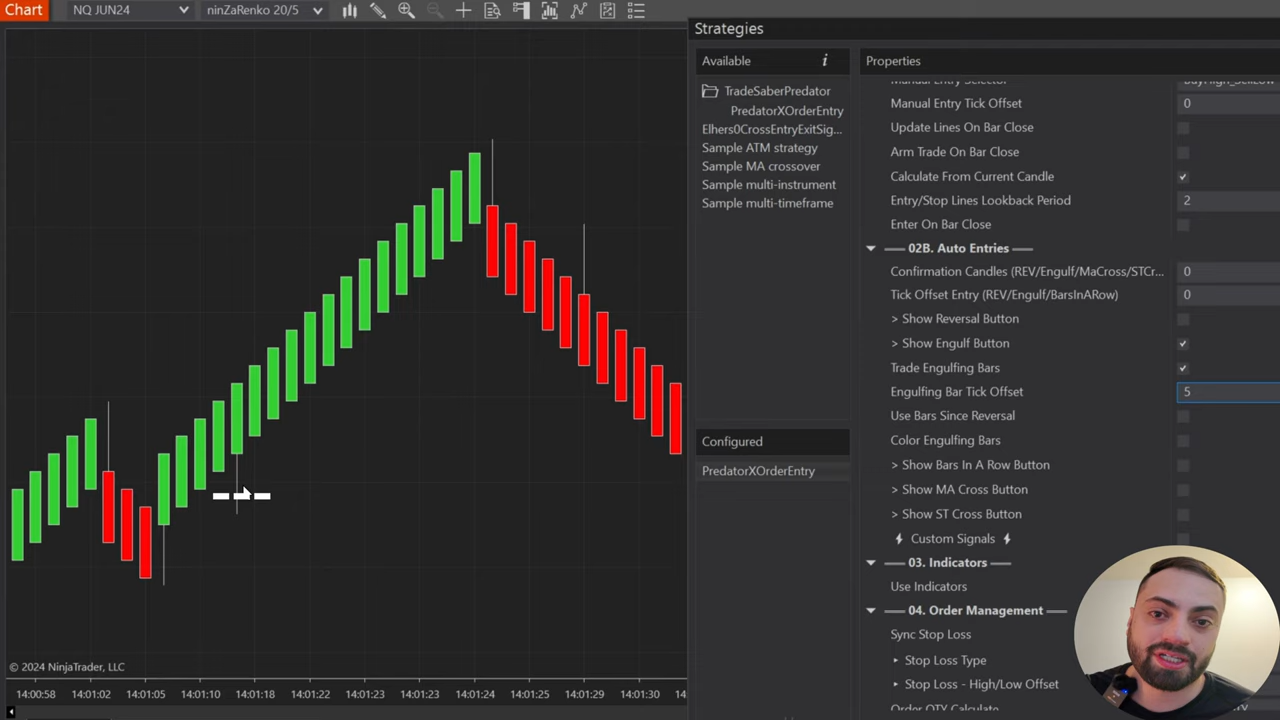 Chart
NQ JUN24
ninZaRenko 20/5
Strategies
Available
i
TradeSaberPredator
PredatorXOrderEntry
Elhers0CrossEntryExitSig...
Sample ATM strategy
Sample MA crossover
Sample multi-instrument
Sample multi-timeframe
Configured
PredatorXOrderEntry
Properties
Manual Entry Selector
Manual Entry Tick Offset 0
Update Lines On Bar Close
Arm Trade On Bar Close
Calculate From Current Candle
Entry/Stop Lines Lookback Period 2
Enter On Bar Close
02B. Auto Entries
Confirmation Candles (REV/Engulf/MaCross/STCr... 0
Tick Offset Entry (REV/Engulf/BarsInARow) 0
> Show Reversal Button
> Show Engulf Button
Trade Engulfing Bars
Engulfing Bar Tick Offset 5
Use Bars Since Reversal
Color Engulfing Bars
> Show Bars In A Row Button
> Show MA Cross Button
> Show ST Cross Button
Custom Signals
03. Indicators
Use Indicators
04. Order Management
Sync Stop Loss
Stop Loss Type
Stop Loss - High/Low Offset
Order QTY Calculate
© 2024 NinjaTrader, LLC
14:00:58 14:01:02 14:01:05 14:01:10 14:01:18 14:01:22 14:01:23 14:01:24 14:01:25 14:01:29 14:01:30 14: